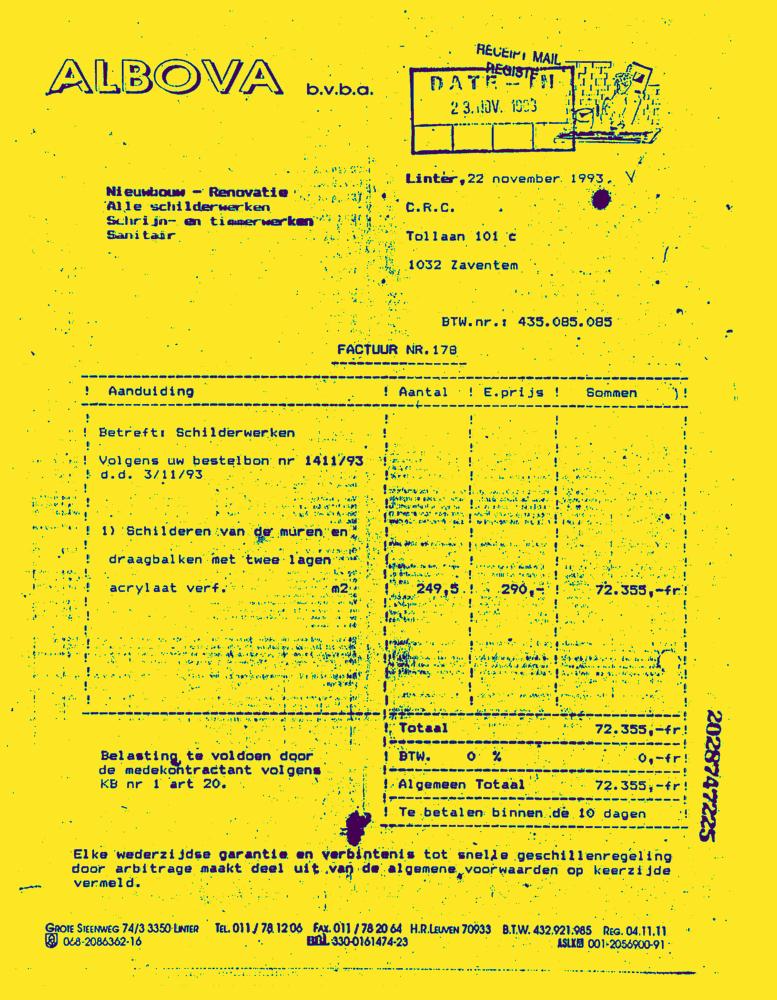 ALBOVA b.v.b.a.
RECEIPT MAIL
REGISTE
DATE-IN
23. NOV. 1993
Nieuwbouw - Renovatie
Alle schilderwerken
Schrijn- en timmerwerken
Sanitair
Linter, 22 november 1993.
C.R.C.
Tollaan 101 c
1032 Zaventem
BTW.nr.: 435.085.085
FACTUUR NR.178
! Aanduiding ! Aantal ! E.prijs ! Sommen )!
Betreft: Schilderwerken
Volgens uw bestelbon nr 1411/93
d.d. 3/11/93
1) Schilderen van de muren en
draagbalken met twee lagen
acrylaat verf. m2 249,5 290,- 72.355,-fr
Totaal 72.355,-fr
BTW. 0 % 0,-fr
Algemeen Totaal 72.355,-fr
Te betalen binnen de 10 dagen
Belasting te voldoen door
de medekontractant volgens
KB nr 1 art 20.
2028747225
Elke wederzijdse garantie en verbintenis tot snelle geschillenregeling
door arbitrage maakt deel uit van de algemene voorwaarden op keerzijde
vermeld.
Grote Steenweg 74/3 3350 Linter Tel. 011 / 78 12 06 Fax. 011 / 78 20 64 H.R.Leuven 70933 B.T.W. 432.921.985 Reg. 04.11.11
068-2086362-16 BBL 330-0161474-23 ASLK 001-2056900-91